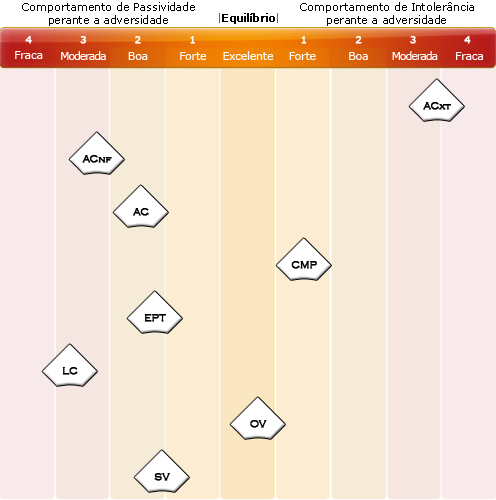 Comportamento de Passividade
perante a adversidade
|Equilíbrio|
Comportamento de Intolerância
perante a adversidade
4 3 2 1 1 2 3 4
Fraca Moderada Boa Forte Excelente Forte Boa Moderada Fraca
ACXT
ACNF
AC
CMP
EPT
LC
OV
SV